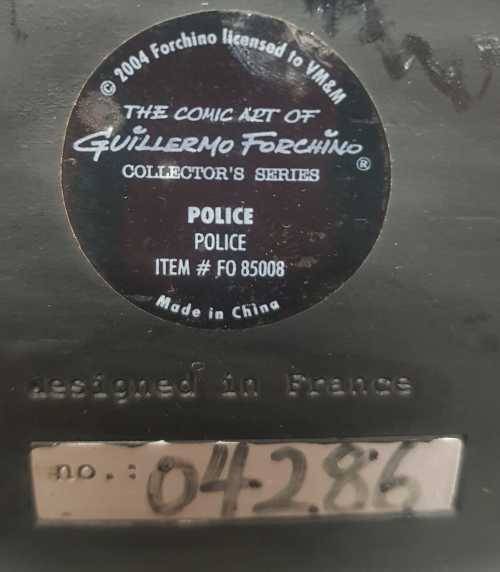 © 2004 Forchino licensed to VM&M
THE COMIC ART OF
GUILLERMO FORCHINO ®
COLLECTOR'S SERIES
POLICE
POLICE
ITEM # FO 85008
Made in China
designed in France
no.: 04286